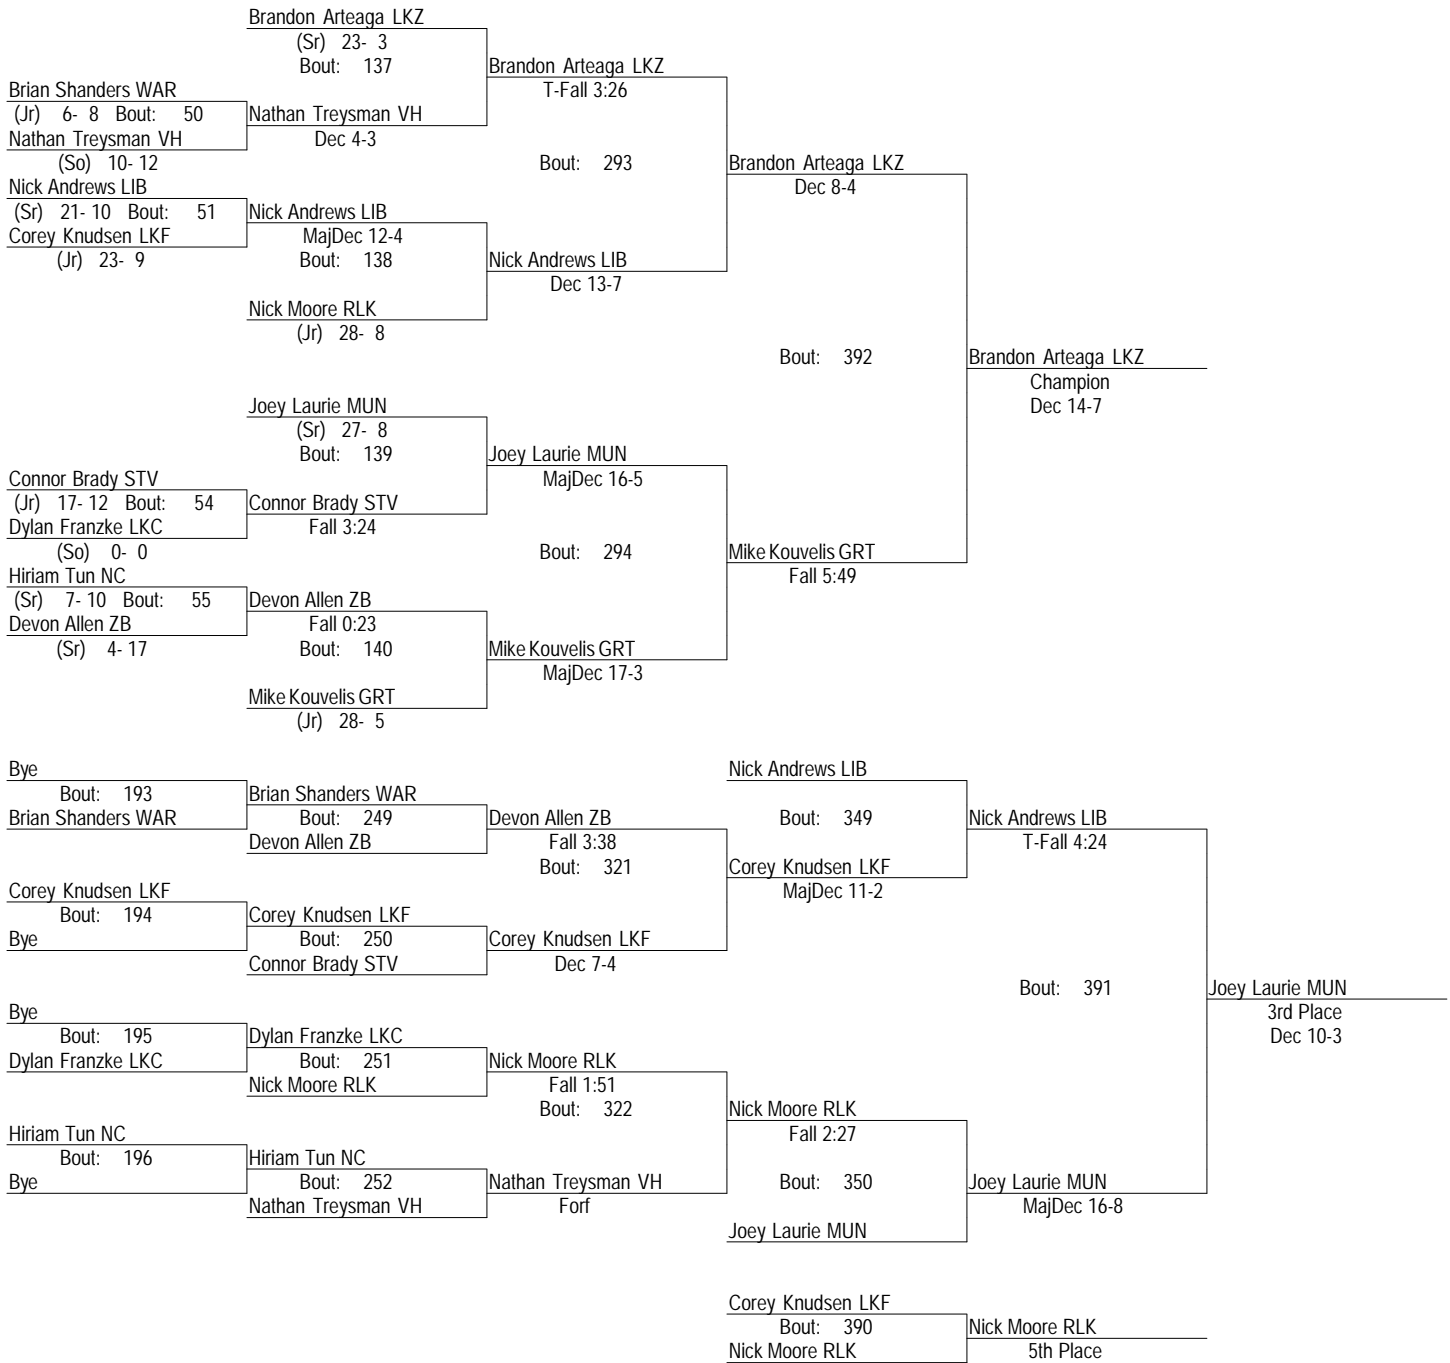 Brandon Arteaga LKZ
(Sr) 23- 3
Bout: 137
Brandon Arteaga LKZ
T-Fall 3:26
Brian Shanders WAR
(Jr) 6- 8 Bout: 50
Nathan Treysman VH
Nathan Treysman VH
Dec 4-3
(So) 10- 12
Bout: 293
Brandon Arteaga LKZ
Dec 8-4
Nick Andrews LIB
(Sr) 21- 10 Bout: 51
Nick Andrews LIB
Corey Knudsen LKF
MajDec 12-4
(Jr) 23- 9
Bout: 138
Nick Andrews LIB
Dec 13-7
Nick Moore RLK
(Jr) 28- 8
Bout: 392
Brandon Arteaga LKZ
Champion
Dec 14-7
Joey Laurie MUN
(Sr) 27- 8
Bout: 139
Joey Laurie MUN
MajDec 16-5
Connor Brady STV
(Jr) 17- 12 Bout: 54
Connor Brady STV
Dylan Franzke LKC
Fall 3:24
(So) 0- 0
Bout: 294
Mike Kouvelis GRT
Fall 5:49
Hiriam Tun NC
(Sr) 7- 10 Bout: 55
Devon Allen ZB
Devon Allen ZB
Fall 0:23
(Sr) 4- 17
Bout: 140
Mike Kouvelis GRT
MajDec 17-3
Mike Kouvelis GRT
(Jr) 28- 5
Bye
Bout: 193
Brian Shanders WAR
Brian Shanders WAR
Bout: 249
Devon Allen ZB
Devon Allen ZB
Fall 3:38
Bout: 321
Nick Andrews LIB
Bout: 349
Nick Andrews LIB
T-Fall 4:24
Corey Knudsen LKF
MajDec 11-2
Corey Knudsen LKF
Bout: 194
Bye
Corey Knudsen LKF
Bout: 250
Connor Brady STV
Corey Knudsen LKF
Dec 7-4
Bout: 391
Joey Laurie MUN
3rd Place
Dec 10-3
Bye
Bout: 195
Dylan Franzke LKC
Dylan Franzke LKC
Bout: 251
Nick Moore RLK
Nick Moore RLK
Fall 1:51
Bout: 322
Nick Moore RLK
Fall 2:27
Hiriam Tun NC
Bout: 196
Bye
Hiriam Tun NC
Bout: 252
Nathan Treysman VH
Nathan Treysman VH
Forf
Bout: 350
Joey Laurie MUN
Joey Laurie MUN
MajDec 16-8
Corey Knudsen LKF
Bout: 390
Nick Moore RLK
Nick Moore RLK
5th Place